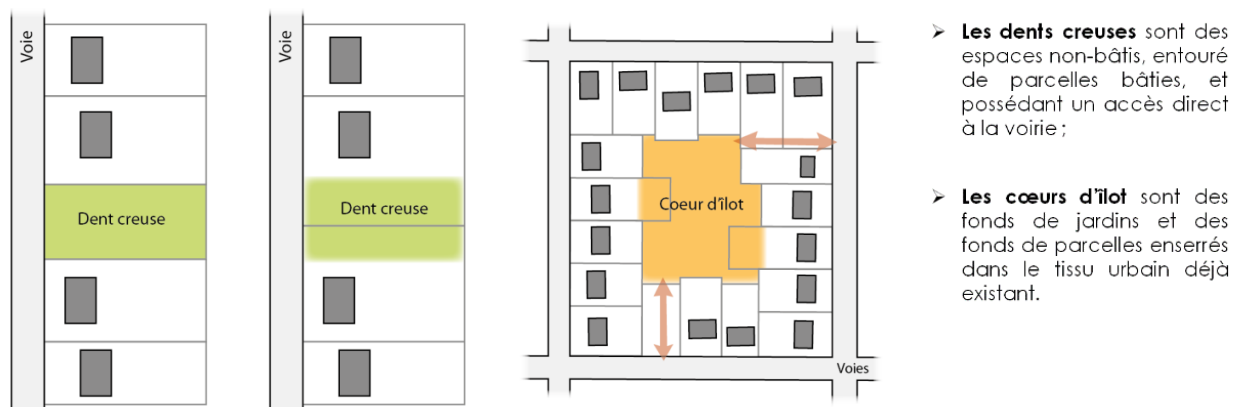 Voie
Dent creuse
Voie
Dent creuse
Coeur d'îlot
Voies
➢ Les dents creuses sont des
espaces non-bâtis, entouré
de parcelles bâties, et
possédant un accès direct
à la voirie ;
➢ Les cœurs d'îlot sont des
fonds de jardins et des
fonds de parcelles enserrés
dans le tissu urbain déjà
existant.